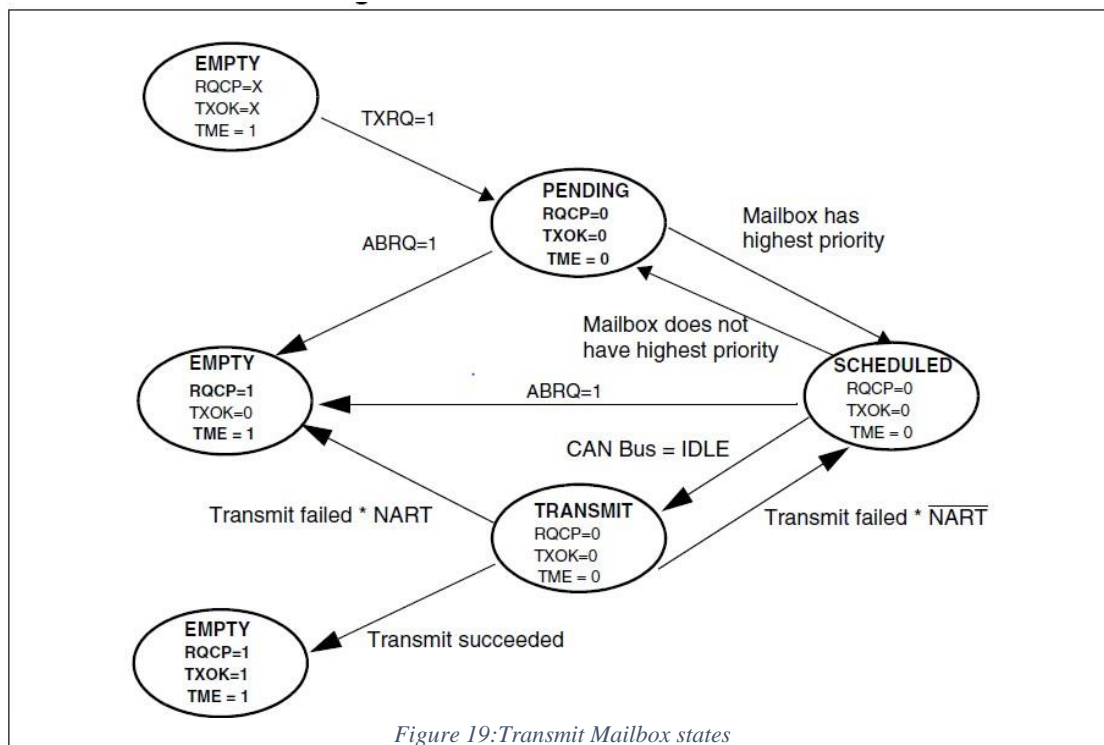 EMPTY
RQCP=X
TXOK=X
TME = 1
TXRQ=1
PENDING
RQCP=0
TXOK=0
TME = 0
Mailbox has
highest priority
ABRQ=1
Mailbox does not
have highest priority
EMPTY
RQCP=1
TXOK=0
TME = 1
SCHEDULED
RQCP=0
TXOK=0
TME = 0
ABRQ=1
CAN Bus = IDLE
Transmit failed * NART
TRANSMIT
RQCP=0
TXOK=0
TME = 0
Transmit failed * N̅A̅R̅T̅
EMPTY
RQCP=1
TXOK=1
TME = 1
Transmit succeeded
Figure 19:Transmit Mailbox states